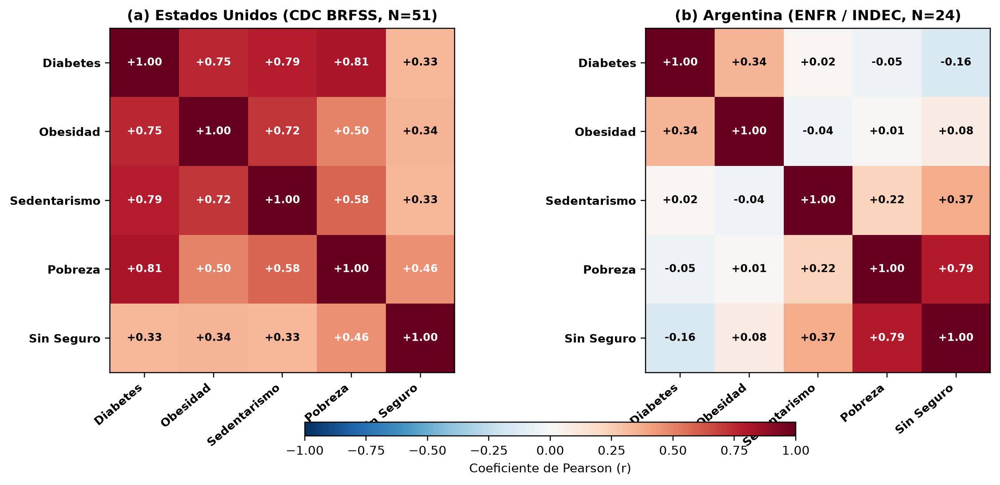 (a) Estados Unidos (CDC BRFSS, N=51)
Diabetes +1.00 +0.75 +0.79 +0.81 +0.33
Obesidad +0.75 +1.00 +0.72 +0.50 +0.34
Sedentarismo +0.79 +0.72 +1.00 +0.58 +0.33
Pobreza +0.81 +0.50 +0.58 +1.00 +0.46
Sin Seguro +0.33 +0.34 +0.33 +0.46 +1.00
Diabetes Obesidad Sedentarismo Pobreza Seguro
(b) Argentina (ENFR / INDEC, N=24)
Diabetes +1.00 +0.34 +0.02 -0.05 -0.16
Obesidad +0.34 +1.00 -0.04 +0.01 +0.08
Sedentarismo +0.02 -0.04 +1.00 +0.22 +0.37
Pobreza -0.05 +0.01 +0.22 +1.00 +0.79
Sin Seguro -0.16 +0.08 +0.37 +0.79 +1.00
Diabetes Obesidad Pobreza Sin Seguro
−1.00 −0.75 −0.50 −0.25 0.00 0.25 0.50 0.75 1.00
Coeficiente de Pearson (r)